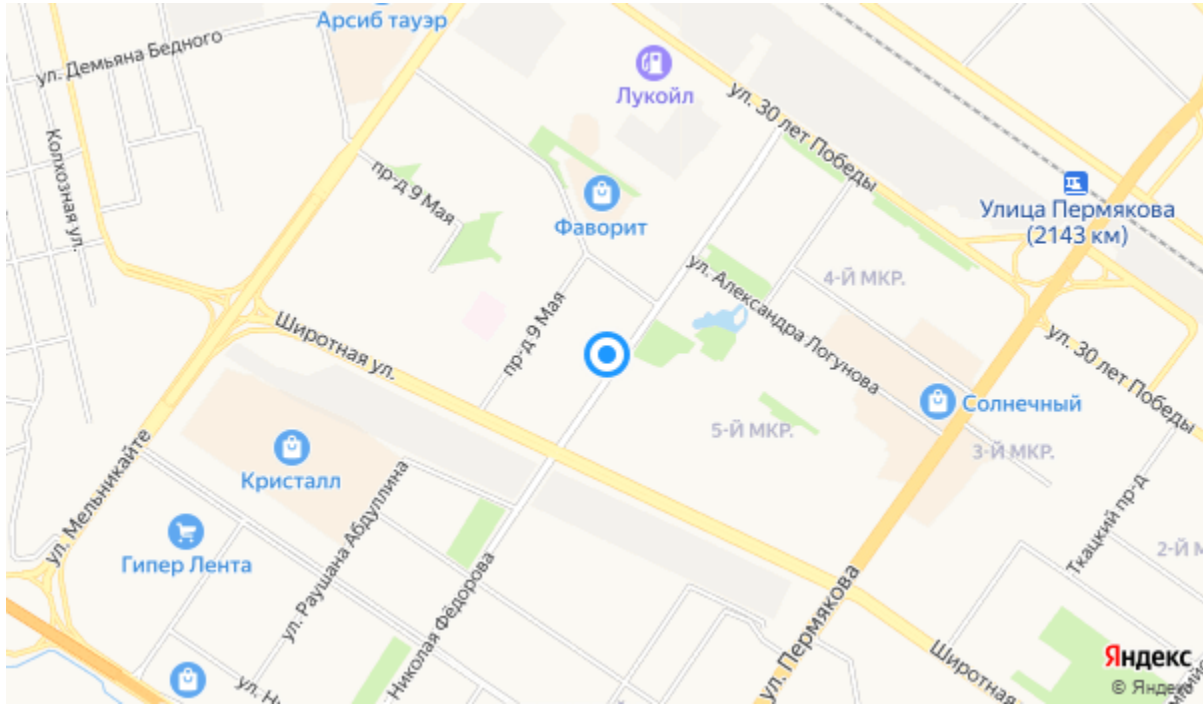 Арсиб тауэр
ул. Демьяна Бедного
Лукойл
ул. 30 лет Победы
Колхозная ул.
пр-д 9 Мая
Фаворит
Улица Пермякова
(2143 км)
ул. Александра Логунова
4-Й МКР.
Широтная ул.
пр-д 9 Мая
ул. 30 лет Победы
Солнечный
5-Й МКР.
3-Й МКР.
Кристалл
ул. Мельникайте
Гипер Лента
ул. Раушана Абдуллина
Николая Фёдорова
Ткацкий пр-д
2-Й
ул. Пермякова
Широтная
ул.
Яндекс
© Яндекс